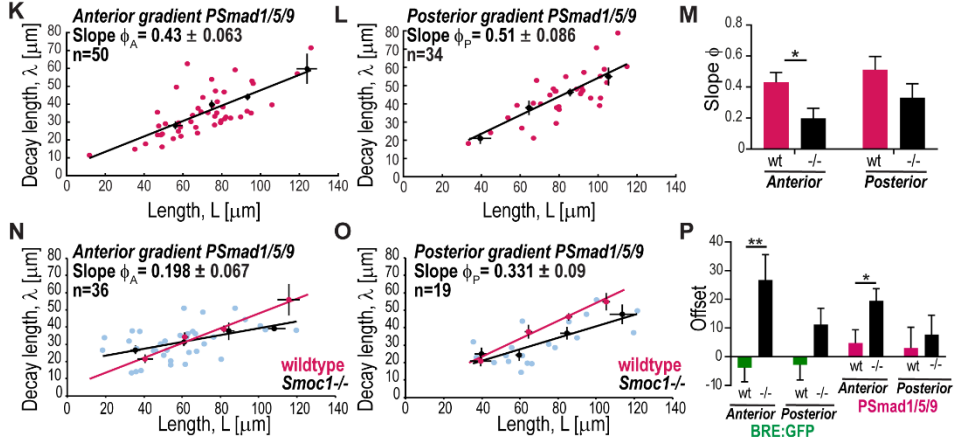 K
Anterior gradient PSmad1/5/9
Slope ϕA = 0.43 ± 0.063
n=50
Decay length, λ [μm]
80
70
60
50
40
30
20
10
0
0 20 40 60 80 100 120 140
Length, L [μm]
L
Posterior gradient PSmad1/5/9
Slope ϕP = 0.51 ± 0.086
n=34
Decay length, λ [μm]
80
70
60
50
40
30
20
10
0
0 20 40 60 80 100 120 140
Length, L [μm]
M
Slope ϕ
0.8
0.6
0.4
0.2
0
*
wt -/- wt -/-
Anterior Posterior
N
Anterior gradient PSmad1/5/9
Slope ϕA = 0.198 ± 0.067
n=36
Decay length, λ [μm]
80
70
60
50
40
30
20
10
0
0 20 40 60 80 100 120 140
Length, L [μm]
wildtype
Smoc1-/-
O
Posterior gradient PSmad1/5/9
Slope ϕP = 0.331 ± 0.09
n=19
Decay length, λ [μm]
80
70
60
50
40
30
20
10
0
0 20 40 60 80 100 120 140
Length, L [μm]
wildtype
Smoc1-/-
P
Offset
40
30
20
10
0
-10
**
*
wt -/- wt -/- wt -/- wt -/-
Anterior Posterior Anterior Posterior
BRE:GFP PSmad1/5/9